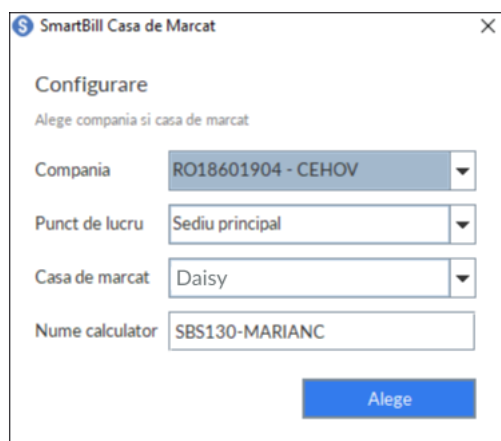 SmartBill Casa de Marcat
Configurare
Alege compania si casa de marcat
Compania RO18601904 - CEHOV
Punct de lucru Sediu principal
Casa de marcat Daisy
Nume calculator SBS130-MARIANC
Alege